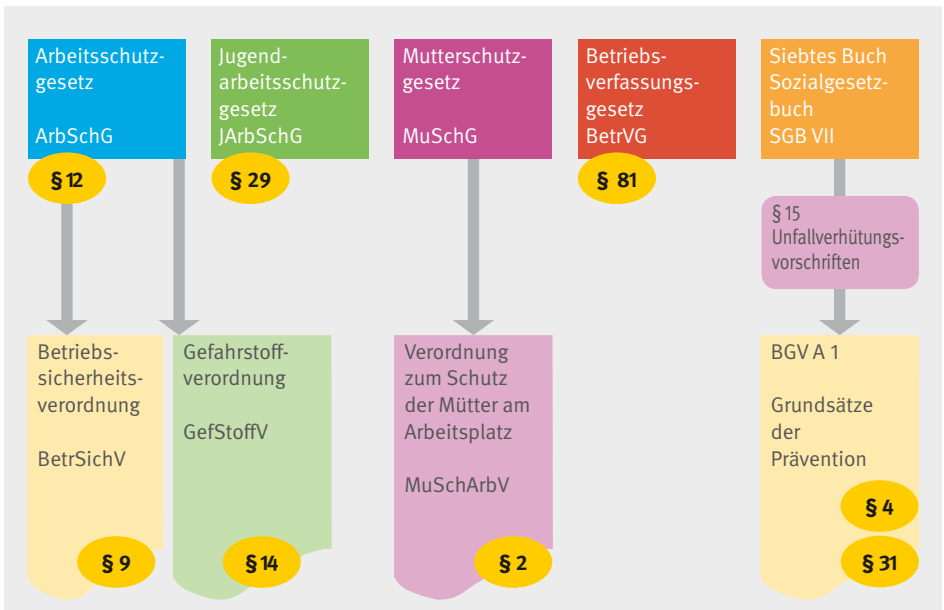 Arbeitsschutz-
gesetz
ArbSchG
§ 12
Jugend-
arbeitsschutz-
gesetz
JArbSchG
§ 29
Mutterschutz-
gesetz
MuSchG
Betriebs-
verfassungs-
gesetz
BetrVG
§ 81
Siebtes Buch
Sozialgesetz-
buch
SGB VII
§ 15
Unfallverhütungs-
vorschriften
Betriebs-
sicherheits-
verordnung
BetrSichV
§ 9
Gefahrstoff-
verordnung
GefStoffV
§ 14
Verordnung
zum Schutz
der Mütter am
Arbeitsplatz
MuSchArbV
§ 2
BGV A 1
Grundsätze
der
Prävention
§ 4
§ 31